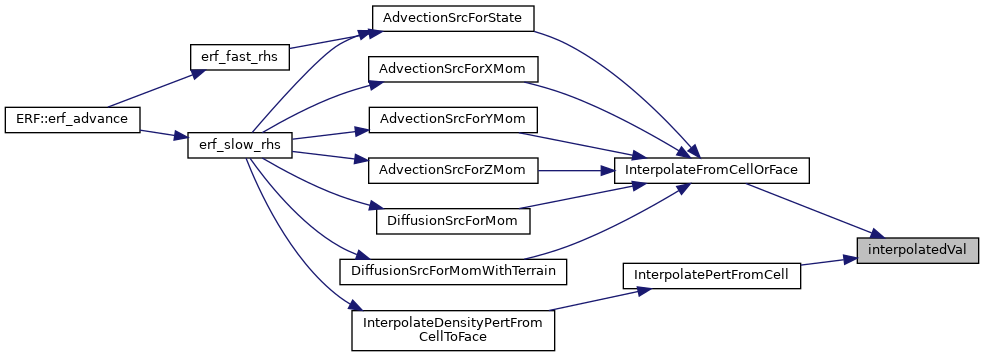 AdvectionSrcForState
erf_fast_rhs
AdvectionSrcForXMom
ERF::erf_advance
AdvectionSrcForYMom
erf_slow_rhs
AdvectionSrcForZMom
InterpolateFromCellOrFace
DiffusionSrcForMom
interpolatedVal
DiffusionSrcForMomWithTerrain
InterpolatePertFromCell
InterpolateDensityPertFrom
CellToFace